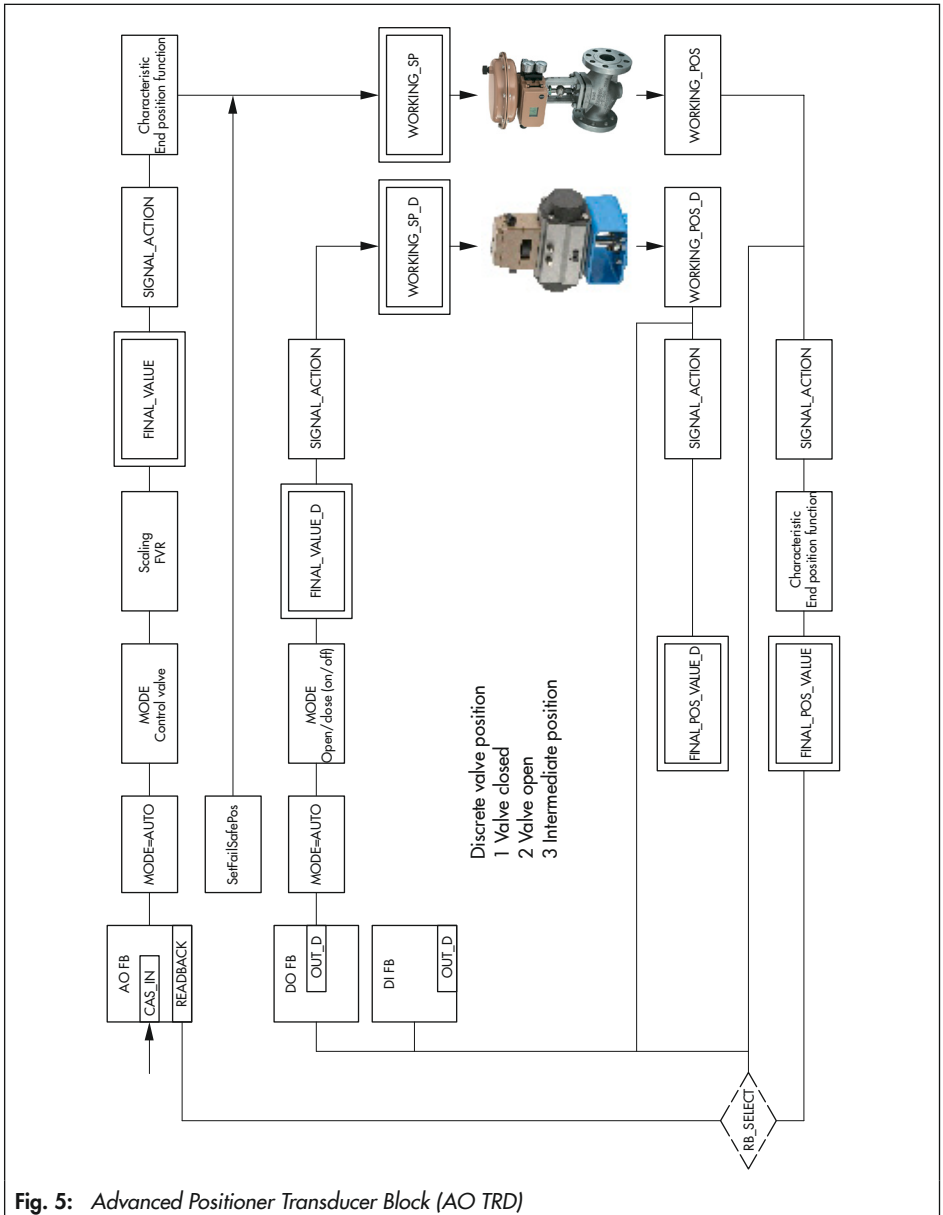 AO FB
CAS_IN
READBACK
MODE=AUTO
MODE
Control valve
Scaling
FVR
FINAL_VALUE
SIGNAL_ACTION
Characteristic
End position function
SetFailSafePos
WORKING_SP
WORKING_POS
DO FB
OUT_D
MODE=AUTO
MODE
Open/close (on/off)
FINAL_VALUE_D
SIGNAL_ACTION
WORKING_SP_D
WORKING_POS_D
DI FB
OUT_D
Discrete valve position
1 Valve closed
2 Valve open
3 Intermediate position
FINAL_POS_VALUE_D
SIGNAL_ACTION
RB_SELECT
FINAL_POS_VALUE
Characteristic
End position function
SIGNAL_ACTION
Fig. 5: Advanced Positioner Transducer Block (AO TRD)